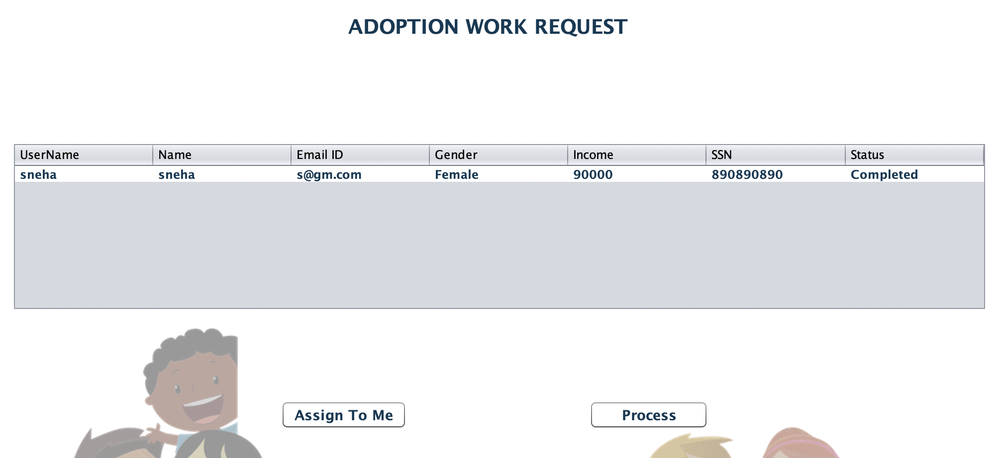 ADOPTION WORK REQUEST
UserName Name Email ID Gender Income SSN Status
sneha sneha s@gm.com Female 90000 890890890 Completed
Assign To Me Process